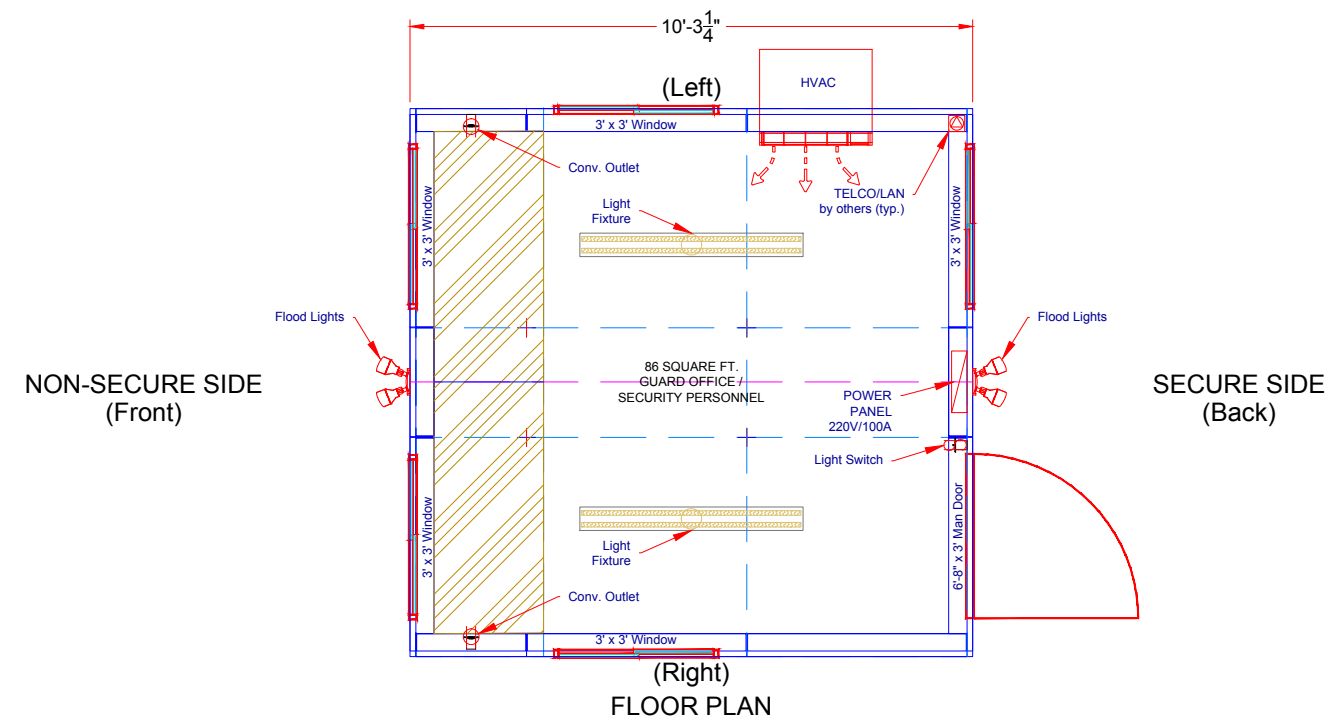 10'-3 1/4"
(Left)
HVAC
3' x 3' Window
Conv. Outlet
TELCO/LAN
by others (typ.)
Light
Fixture
3' x 3' Window
3' x 3' Window
Flood Lights
Flood Lights
NON-SECURE SIDE
(Front)
86 SQUARE FT.
GUARD OFFICE /
SECURITY PERSONNEL
POWER
PANEL
220V/100A
SECURE SIDE
(Back)
Light Switch
3' x 3' Window
6'-8" x 3' Man Door
Light
Fixture
Conv. Outlet
3' x 3' Window
(Right)
FLOOR PLAN